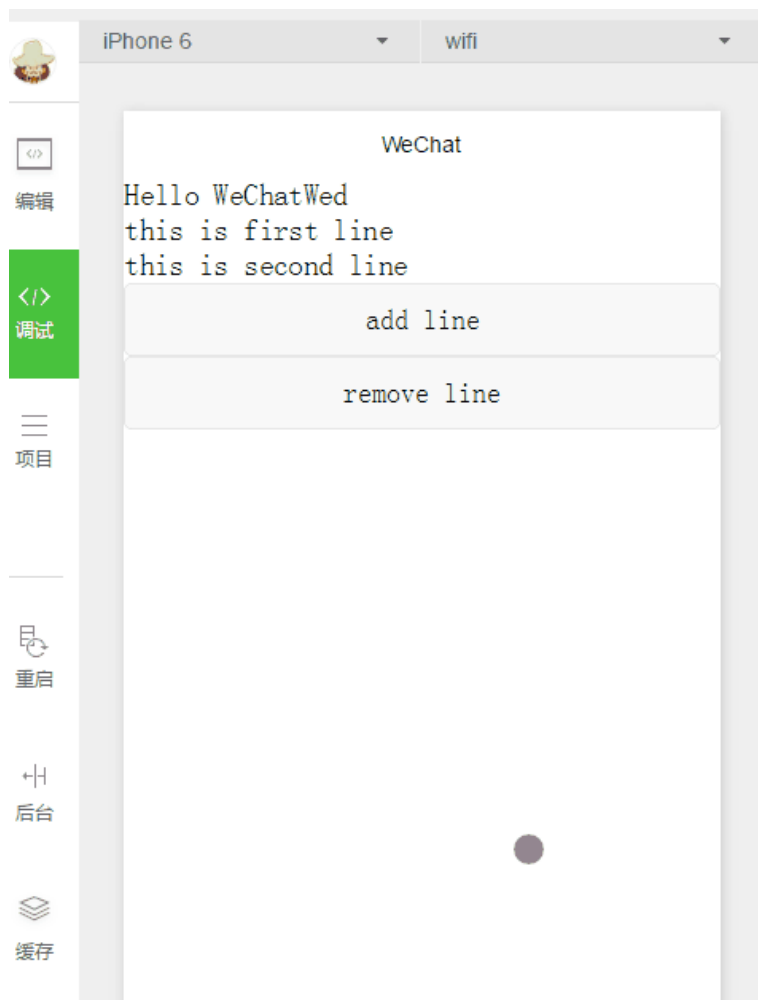 iPhone 6
wifi
编辑
</>
调试
项目
重启
后台
缓存
WeChat
Hello WeChatWed
this is first line
this is second line
add line
remove line